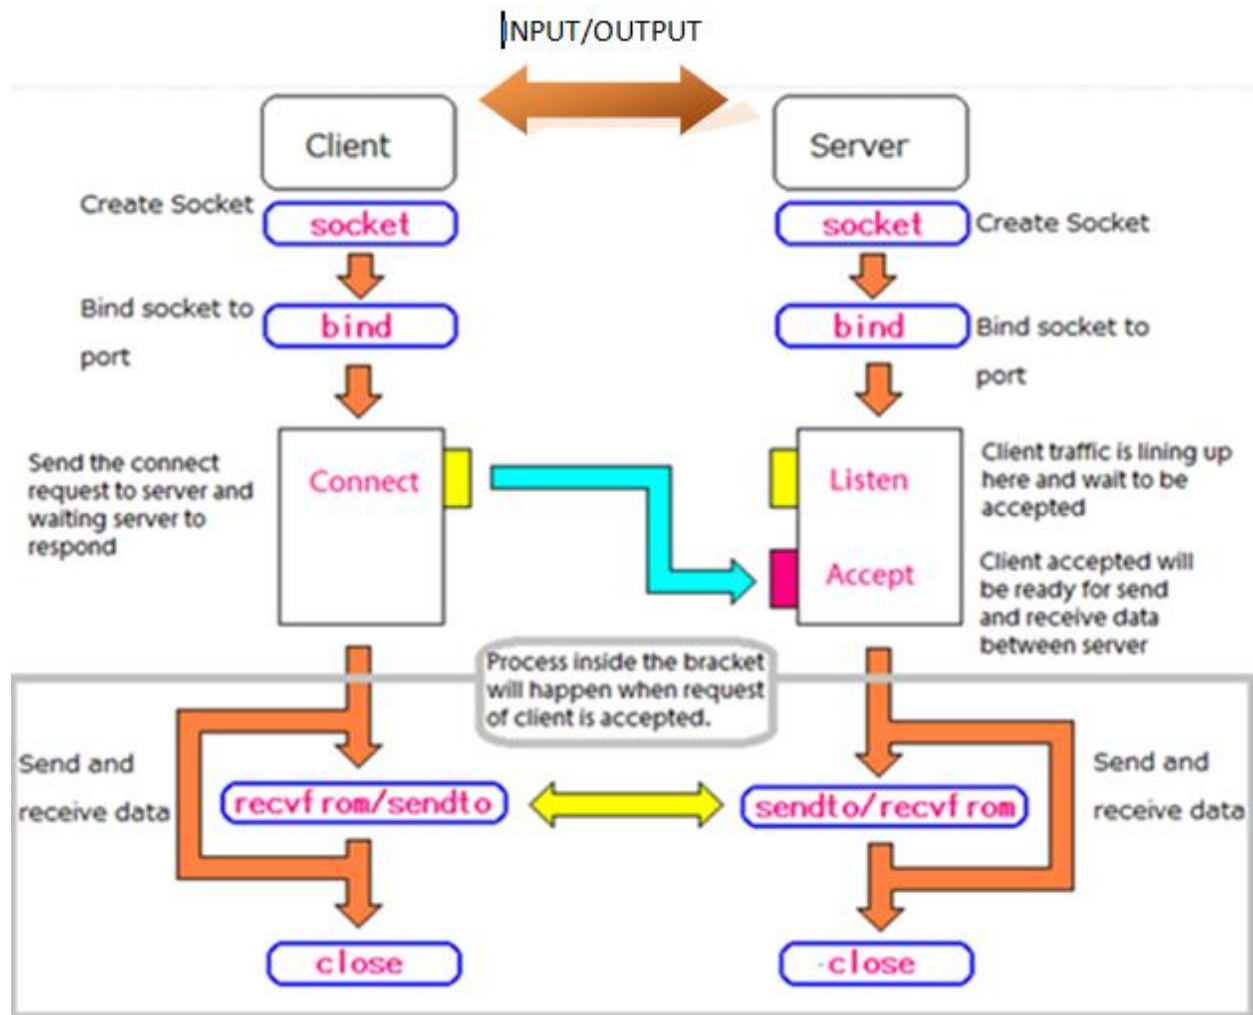 INPUT/OUTPUT
Client
Server
Create Socket
socket
socket
Create Socket
Bind socket to
port
bind
bind
Bind socket to
port
Send the connect
request to server and
waiting server to
respond
Connect
Listen
Client traffic is lining up
here and wait to be
accepted
Accept
Client accepted will
be ready for send
and receive data
between server
Process inside the bracket
will happen when request
of client is accepted.
Send and
receive data
recvfrom/sendto
sendto/recvfrom
Send and
receive data
close
close